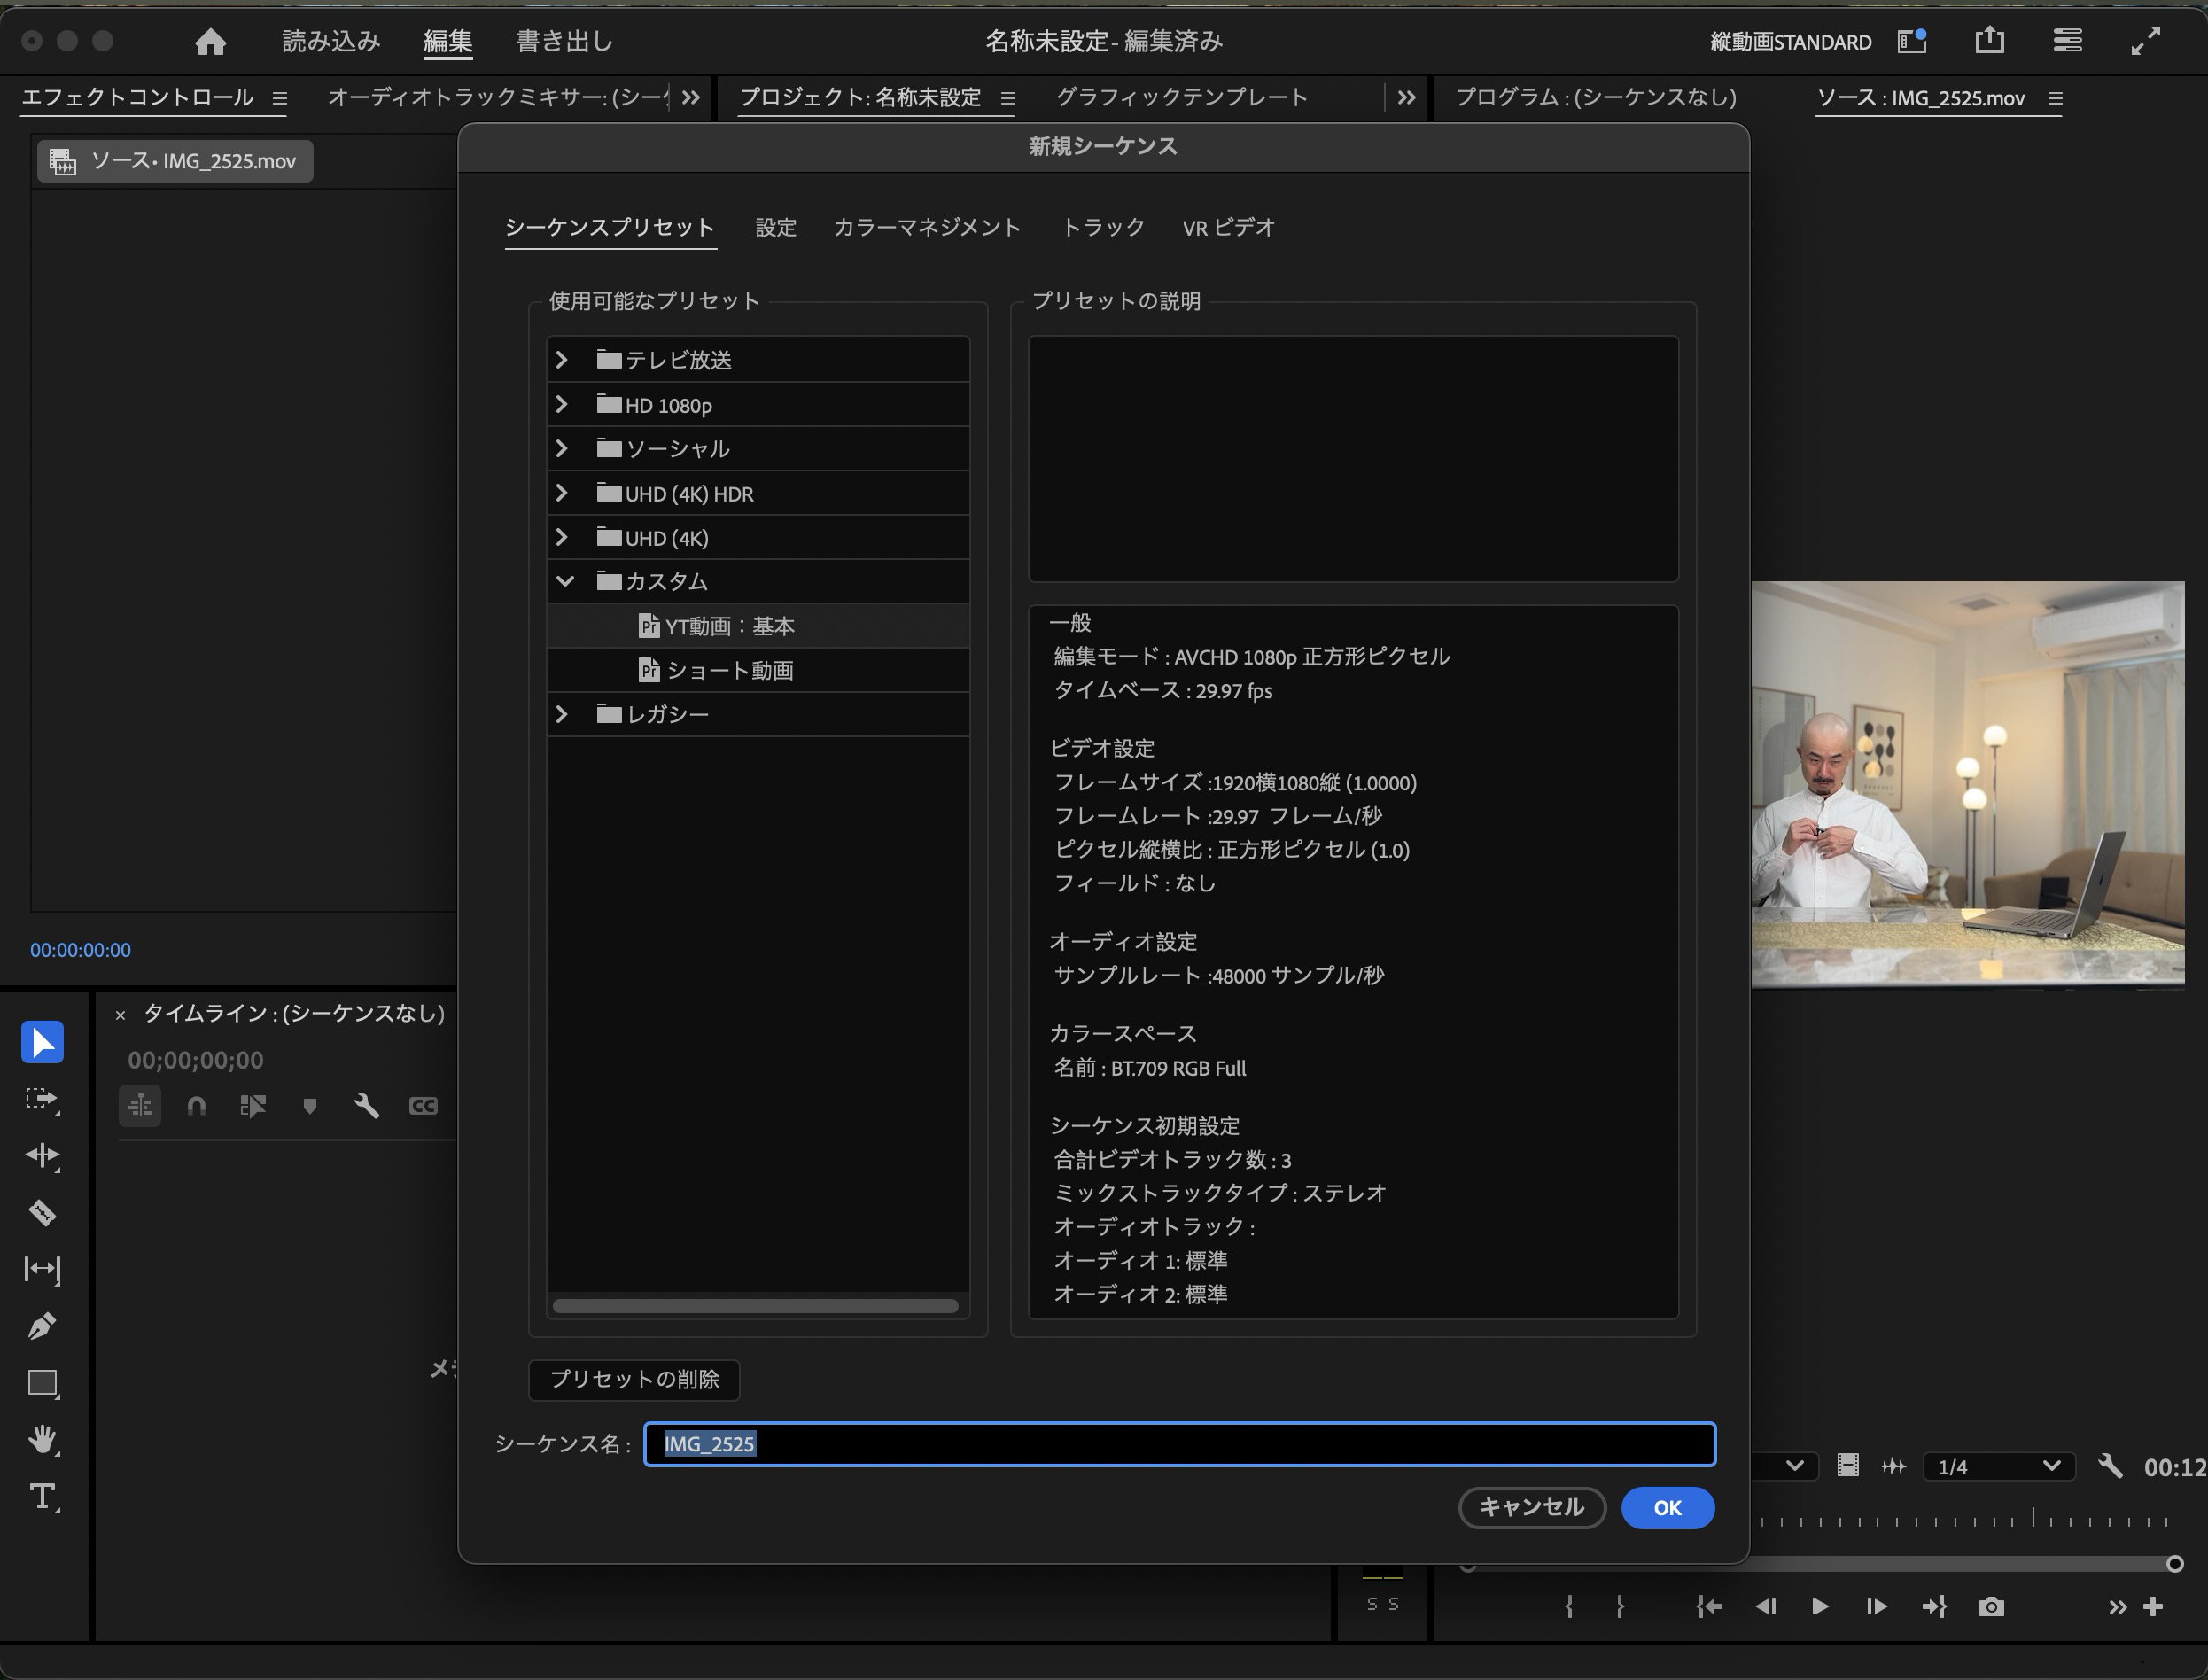 読み込み
編集
書き出し
名称未設定 - 編集済み
縦動画STANDARD
エフェクトコントロール
オーディオトラックミキサー: (シー
プロジェクト: 名称未設定
グラフィックテンプレート
プログラム : (シーケンスなし)
ソース : IMG_2525.mov
ソース・IMG_2525.mov
新規シーケンス
シーケンスプリセット
設定
カラーマネジメント
トラック
VR ビデオ
使用可能なプリセット
テレビ放送
HD 1080p
ソーシャル
UHD (4K) HDR
UHD (4K)
カスタム
Pr YT動画：基本
Pr ショート動画
レガシー
プリセットの説明
一般
編集モード : AVCHD 1080p 正方形ピクセル
タイムベース : 29.97 fps
ビデオ設定
フレームサイズ :1920横1080縦 (1.0000)
フレームレート :29.97 フレーム/秒
ピクセル縦横比 : 正方形ピクセル (1.0)
フィールド : なし
オーディオ設定
サンプルレート :48000 サンプル/秒
カラースペース
名前 : BT.709 RGB Full
シーケンス初期設定
合計ビデオトラック数 : 3
ミックストラックタイプ : ステレオ
オーディオトラック :
オーディオ 1: 標準
オーディオ 2: 標準
プリセットの削除
シーケンス名 :
IMG_2525
キャンセル
OK
00:00:00:00
× タイムライン : (シーケンスなし)
00;00;00;00
CC
メ
T
1/4
00:12
S S